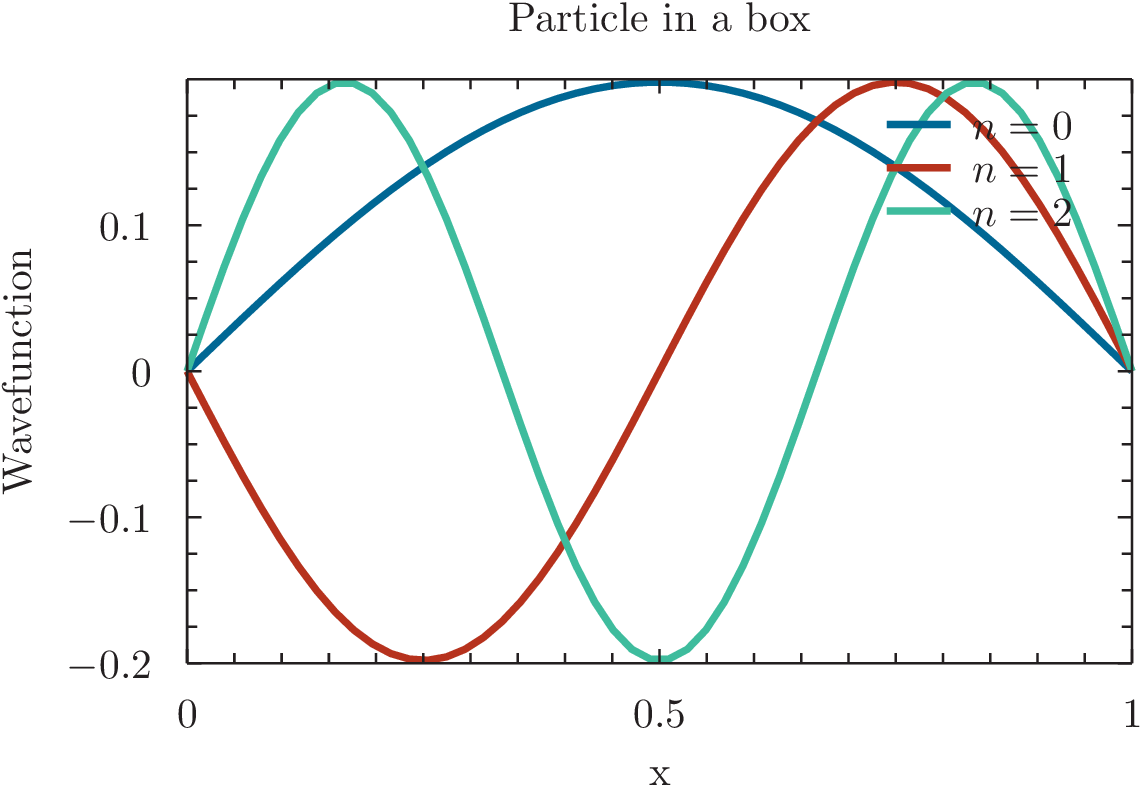 Particle in a box
n = 0
n = 1
n = 2
0.1
0
−0.1
−0.2
Wavefunction
0
0.5
1
x